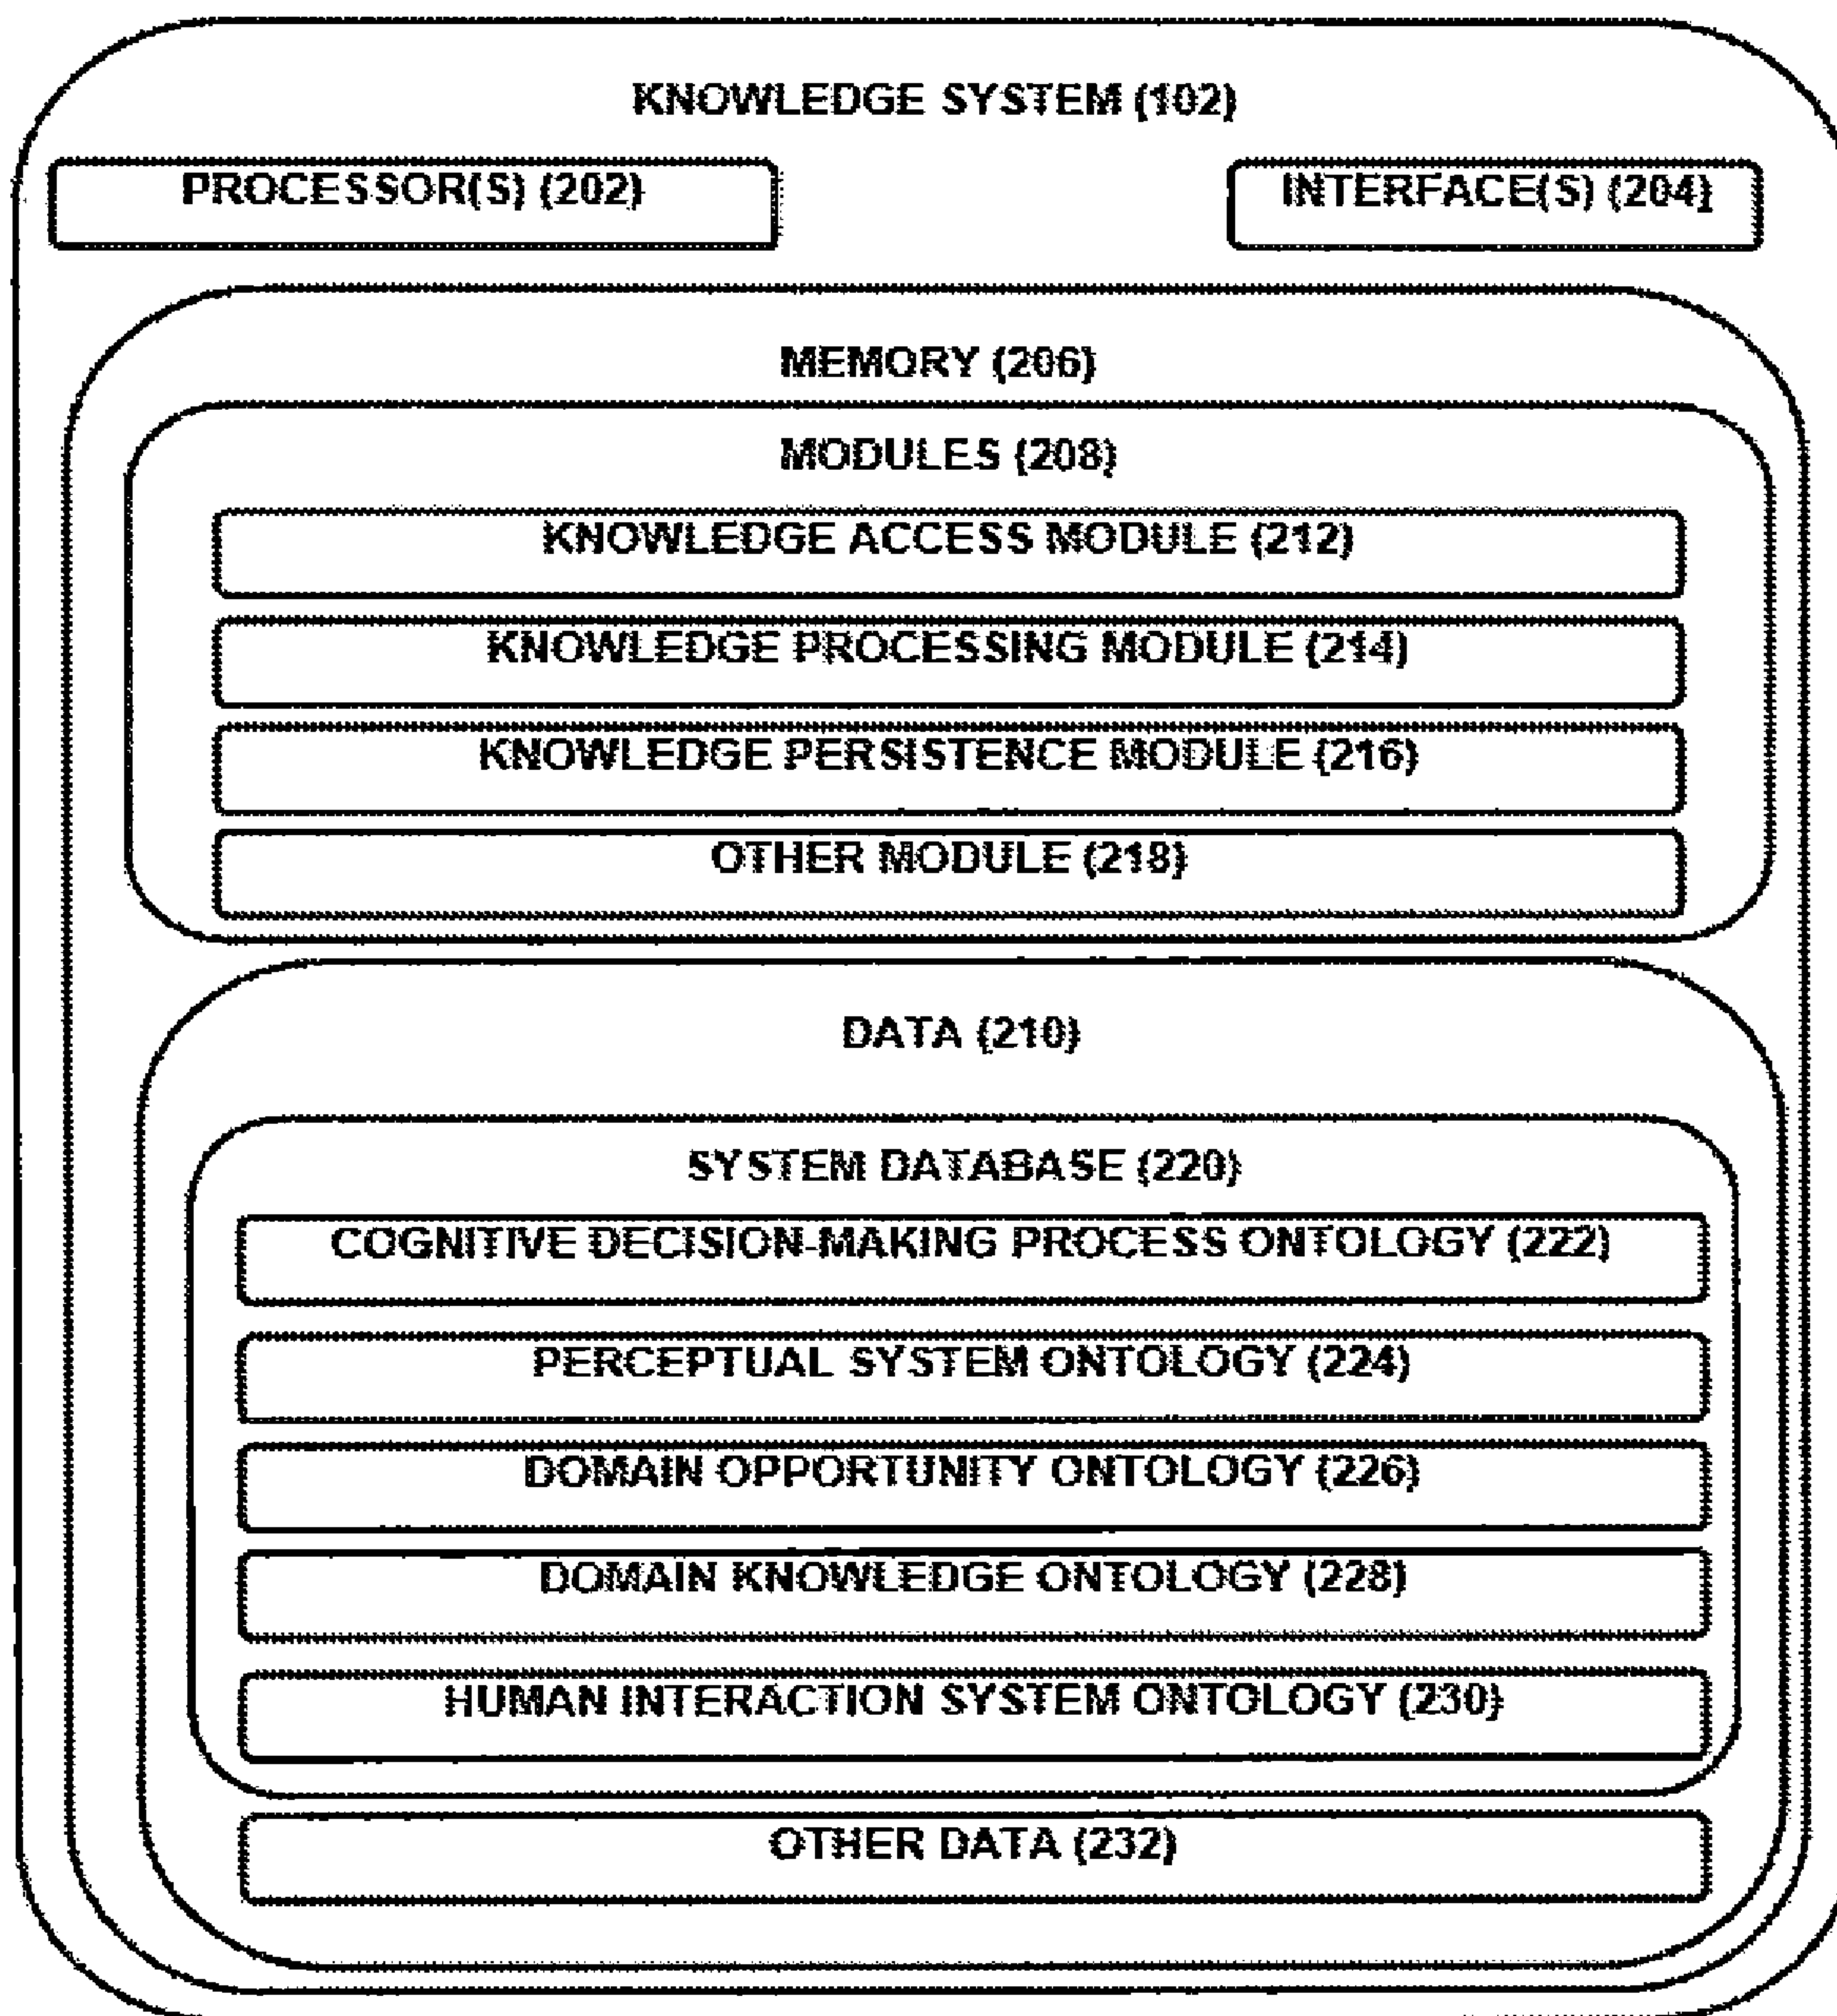 KNOWLEDGE SYSTEM (102)
PROCESSOR(S) (202)
INTERFACE(S) (204)
MEMORY (206)
MODULES (208)
KNOWLEDGE ACCESS MODULE (212)
KNOWLEDGE PROCESSING MODULE (214)
KNOWLEDGE PERSISTENCE MODULE (216)
OTHER MODULE (218)
DATA (210)
SYSTEM DATABASE (220)
COGNITIVE DECISION-MAKING PROCESS ONTOLOGY (222)
PERCEPTUAL SYSTEM ONTOLOGY (224)
DOMAIN OPPORTUNITY ONTOLOGY (226)
DOMAIN KNOWLEDGE ONTOLOGY (228)
HUMAN INTERACTION SYSTEM ONTOLOGY (230)
OTHER DATA (232)